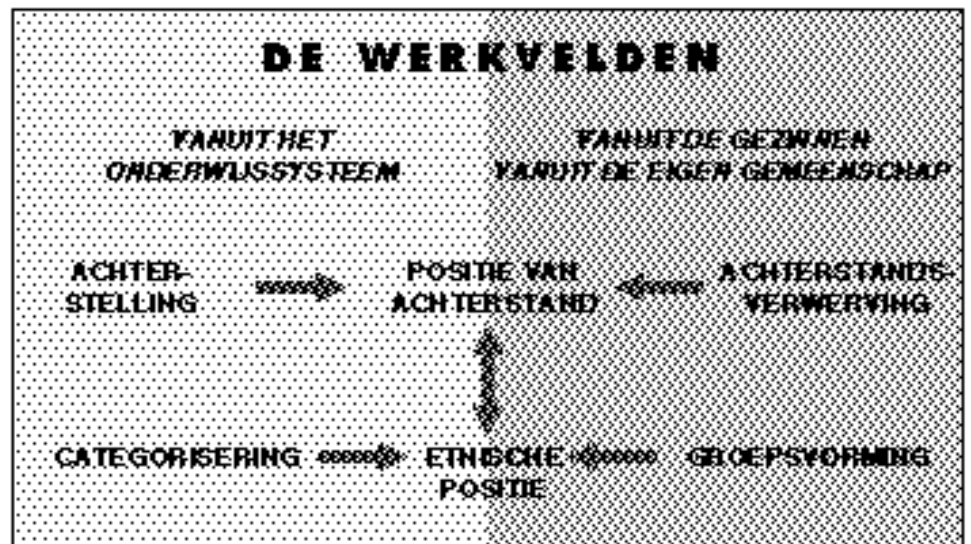 DE WERKVELDEN
VANUIT HET
ONDERWIJSSYSTEEM
VANUIT DE GEZINNEN
VANUIT DE EIGEN GEMEENSCHAP
ACHTER-
STELLING
POSITIE VAN
ACHTERSTAND
ACHTERSTANDS-
VERWERVING
CATEGORISERING
ETNISCHE
POSITIE
GROEPSVORMING